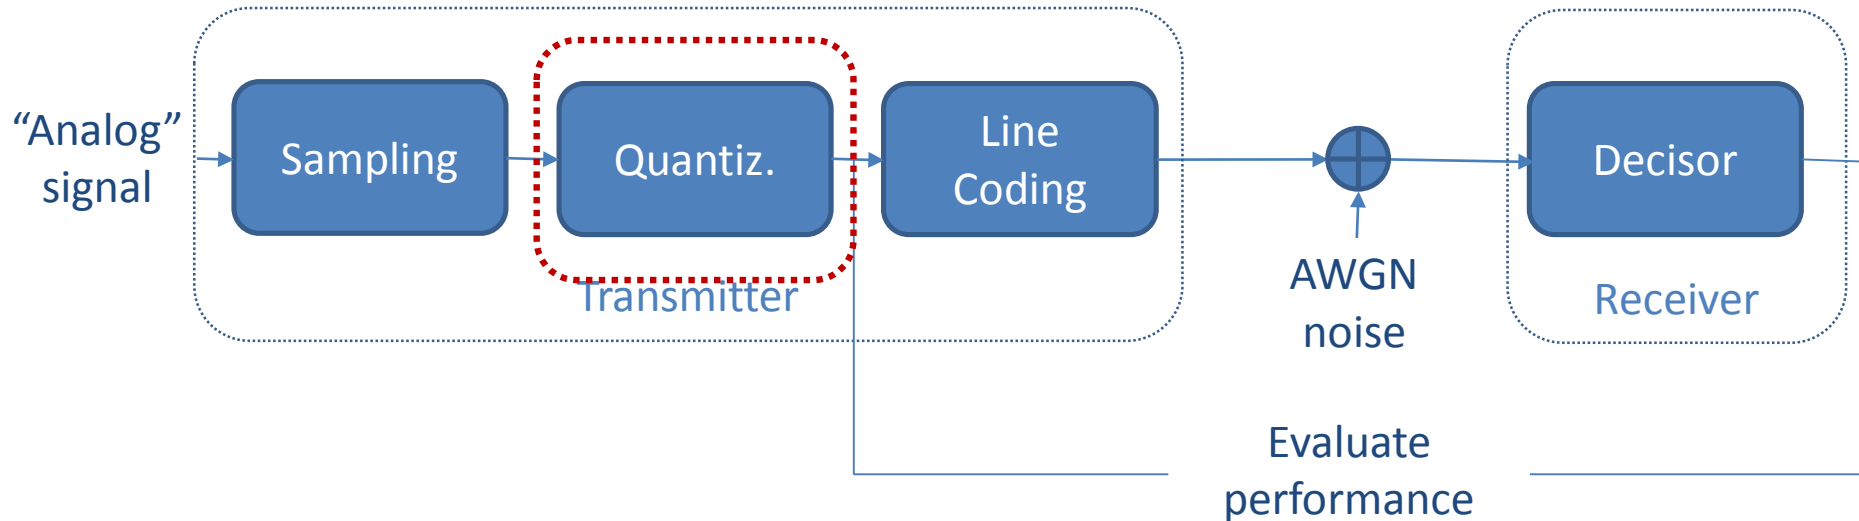 “Analog”
signal
Sampling
Quantiz.
Line
Coding
Transmitter
AWGN
noise
Decisor
Receiver
Evaluate
performance